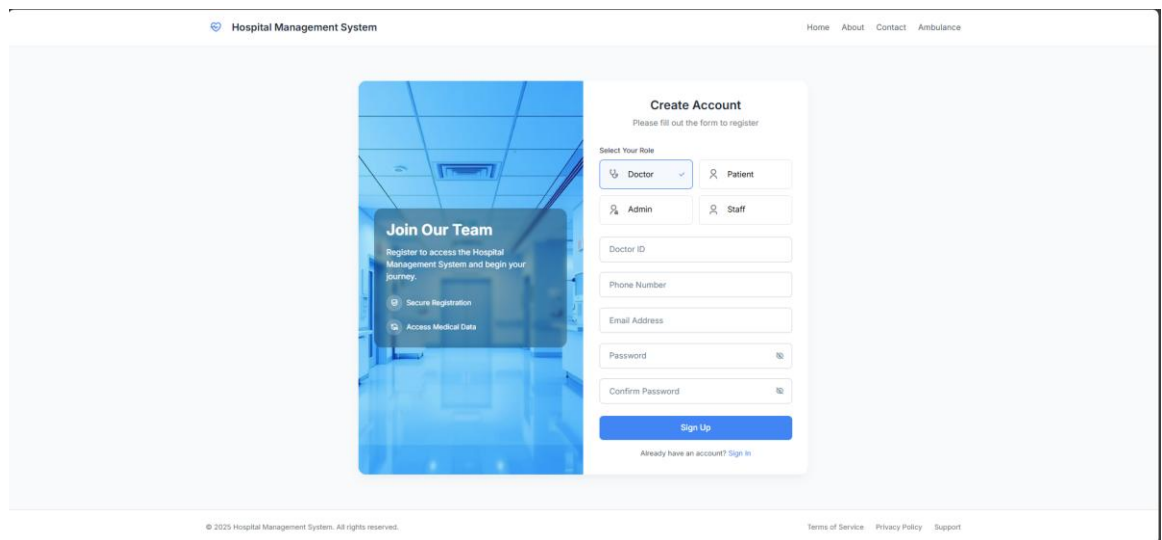 Hospital Management System
Home About Contact Ambulance
Join Our Team
Register to access the Hospital
Management System and begin your
journey.
Secure Registration
Access Medical Data
Create Account
Please fill out the form to register
Select Your Role
Doctor
Patient
Admin
Staff
Doctor ID
Phone Number
Email Address
Password
Confirm Password
Sign Up
Already have an account? Sign In
© 2025 Hospital Management System. All rights reserved.
Terms of Service Privacy Policy Support